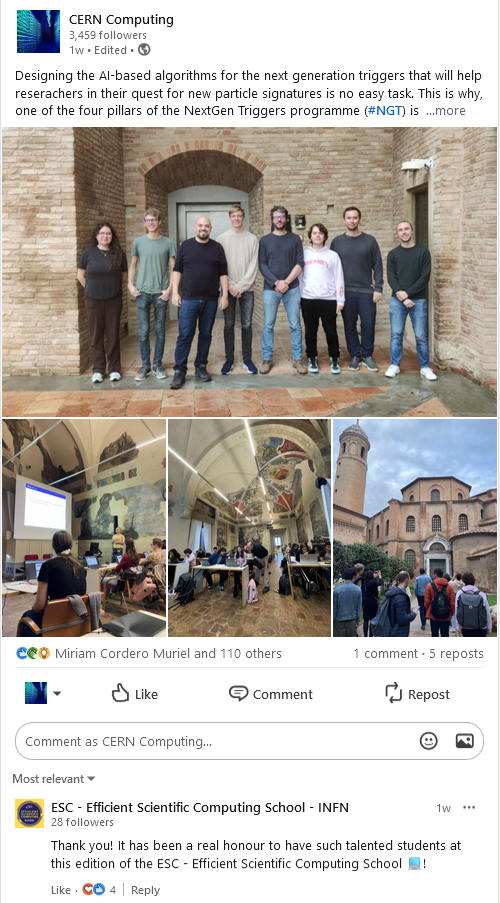 CERN Computing
3,459 followers
1w • Edited •
Designing the AI-based algorithms for the next generation triggers that will help
reserachers in their quest for new particle signatures is no easy task. This is why,
one of the four pillars of the NextGen Triggers programme (#NGT) is ...more
Miriam Cordero Muriel and 110 others 1 comment · 5 reposts
Like Comment Repost
Comment as CERN Computing...
Most relevant
ESC - Efficient Scientific Computing School - INFN 1w
28 followers
Thank you! It has been a real honour to have such talented students at
this edition of the ESC - Efficient Scientific Computing School 💻!
Like · 4 | Reply